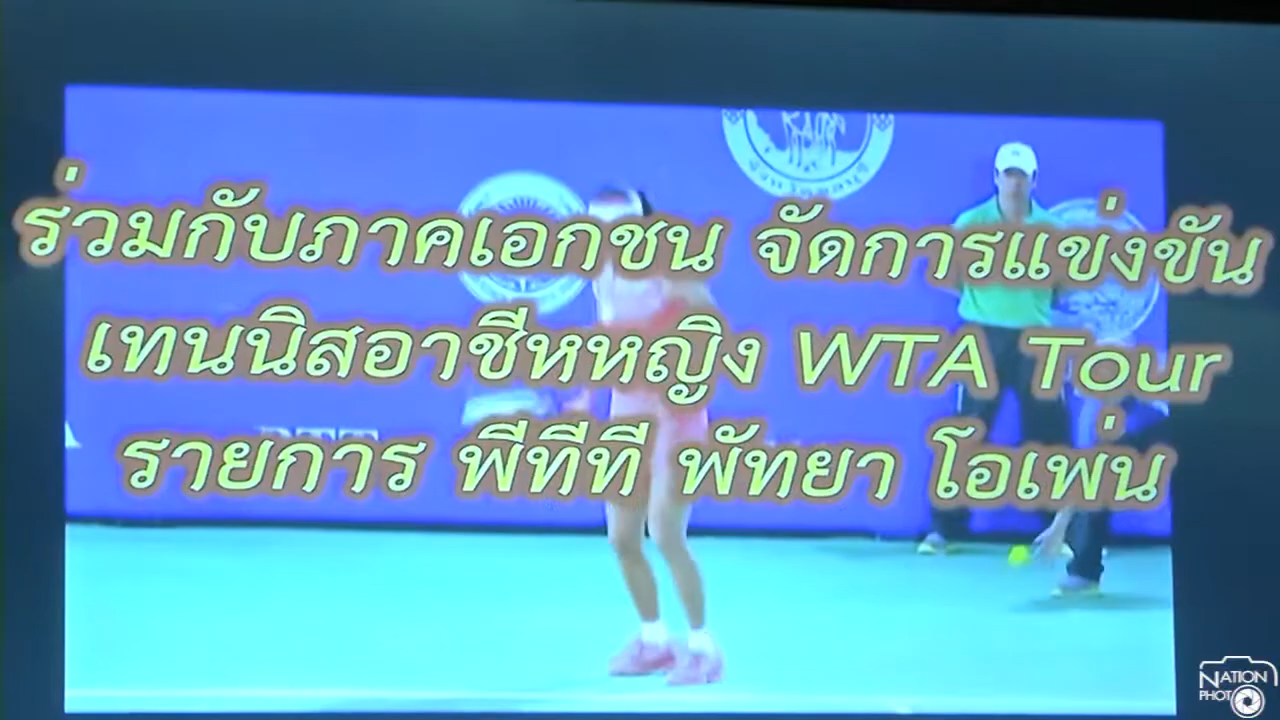 ร่วมกับภาคเอกชน จัดการแข่งขัน
เทนนิสอาชีหหญิง WTA Tour
รายการ พีทีที พัทยา โอเพ่น
NATION
PHOTO